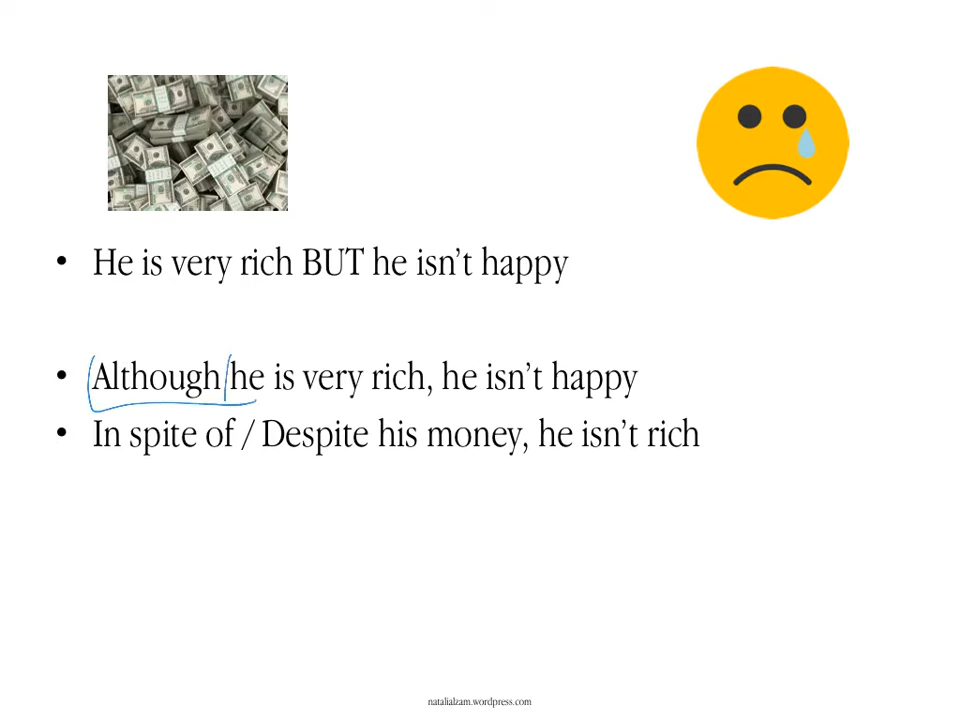 • He is very rich BUT he isn’t happy
• Although he is very rich, he isn’t happy
• In spite of / Despite his money, he isn’t rich
natalialzam.wordpress.com